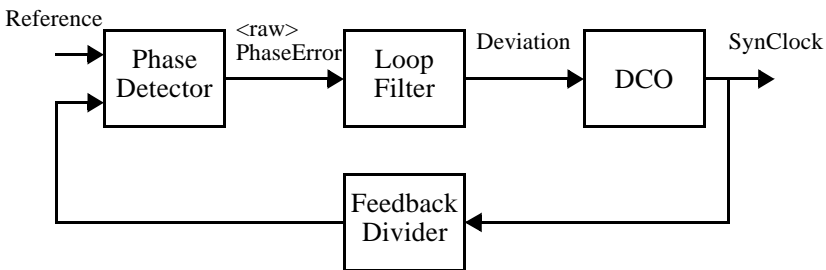 Reference
Phase
Detector
<raw>
PhaseError
Loop
Filter
Deviation
DCO
SynClock
Feedback
Divider